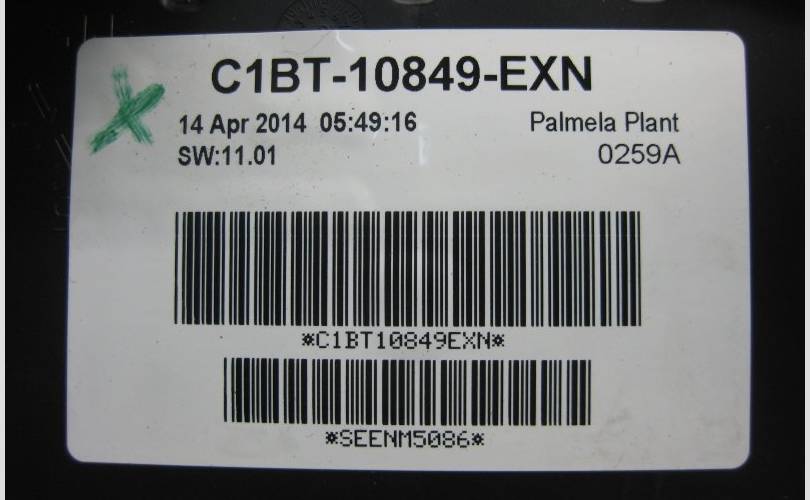 C1BT-10849-EXN
14 Apr 2014 05:49:16 Palmela Plant
SW:11.01 0259A
*C1BT10849EXN*
*SEENM5086*